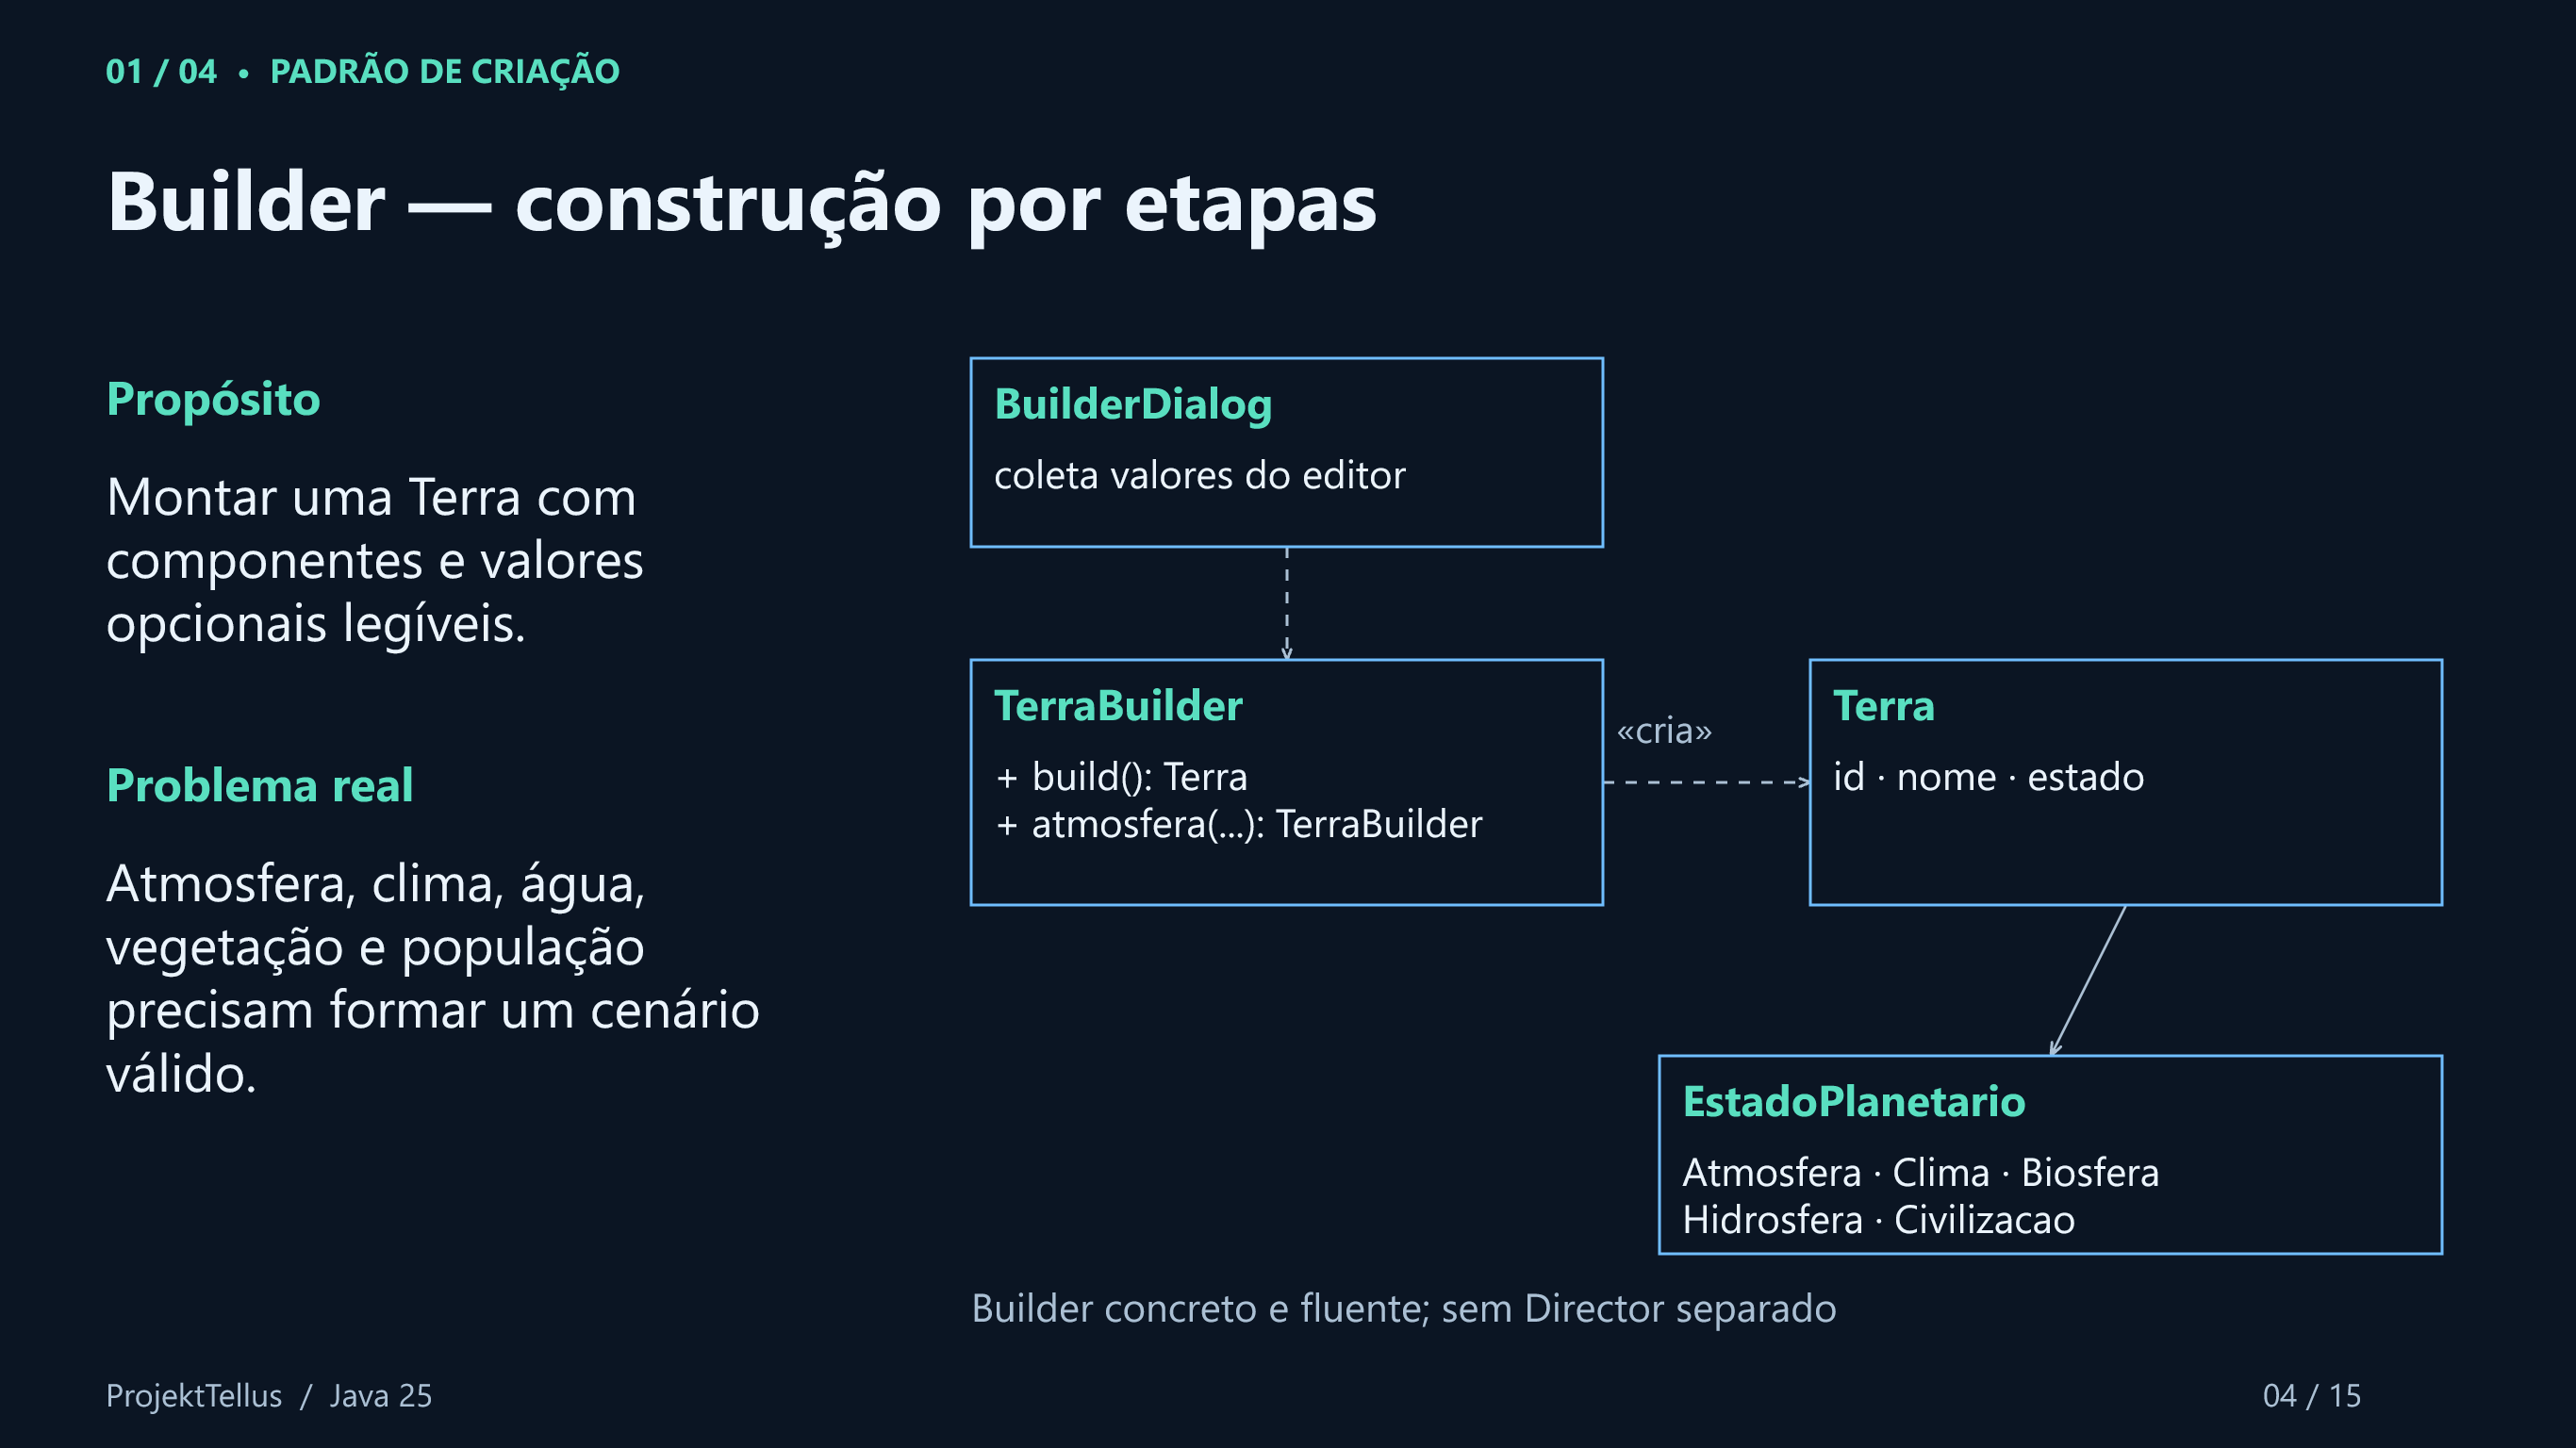 01 / 04 • PADRÃO DE CRIAÇÃO
Builder — construção por etapas
Propósito
Montar uma Terra com
componentes e valores
opcionais legíveis.
Problema real
Atmosfera, clima, água,
vegetação e população
precisam formar um cenário
válido.
BuilderDialog
coleta valores do editor
TerraBuilder
+ build(): Terra
+ atmosfera(...): TerraBuilder
«cria»
Terra
id · nome · estado
EstadoPlanetario
Atmosfera · Clima · Biosfera
Hidrosfera · Civilizacao
Builder concreto e fluente; sem Director separado
ProjektTellus / Java 25
04 / 15